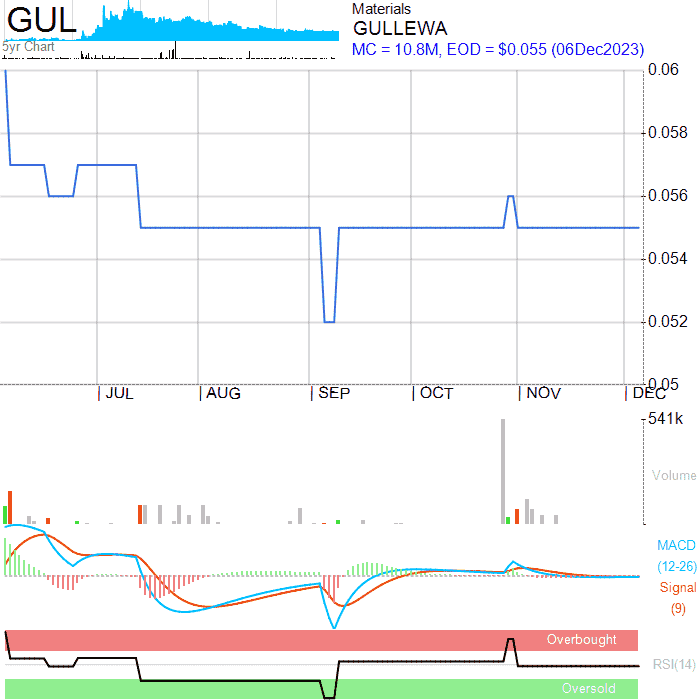 GUL
5yr Chart
Materials
GULLEWA
MC = 10.8M, EOD = $0.055 (06Dec2023)
0.06
0.058
0.056
0.054
0.052
0.05
JUL
AUG
SEP
OCT
NOV
DEC
541k
Volume
MACD
(12-26)
Signal
(9)
Overbought
RSI(14)
Oversold